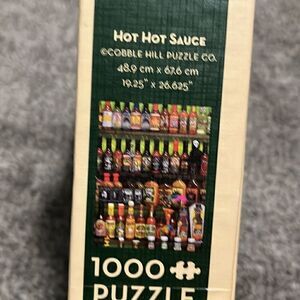 HOT HOT SAUCE
©COBBLE HILL PUZZLE CO.
48.9 cm x 67.6 cm
19.25" x 26.625"
1000
PUZZLE